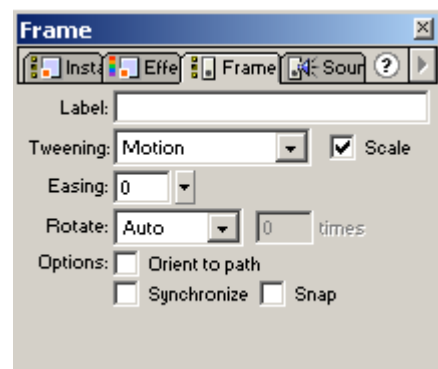 Frame
Insta Effe Frame Sour ?
Label:
Tweening: Motion Scale
Easing: 0
Rotate: Auto 0 times
Options: Orient to path
Synchronize Snap